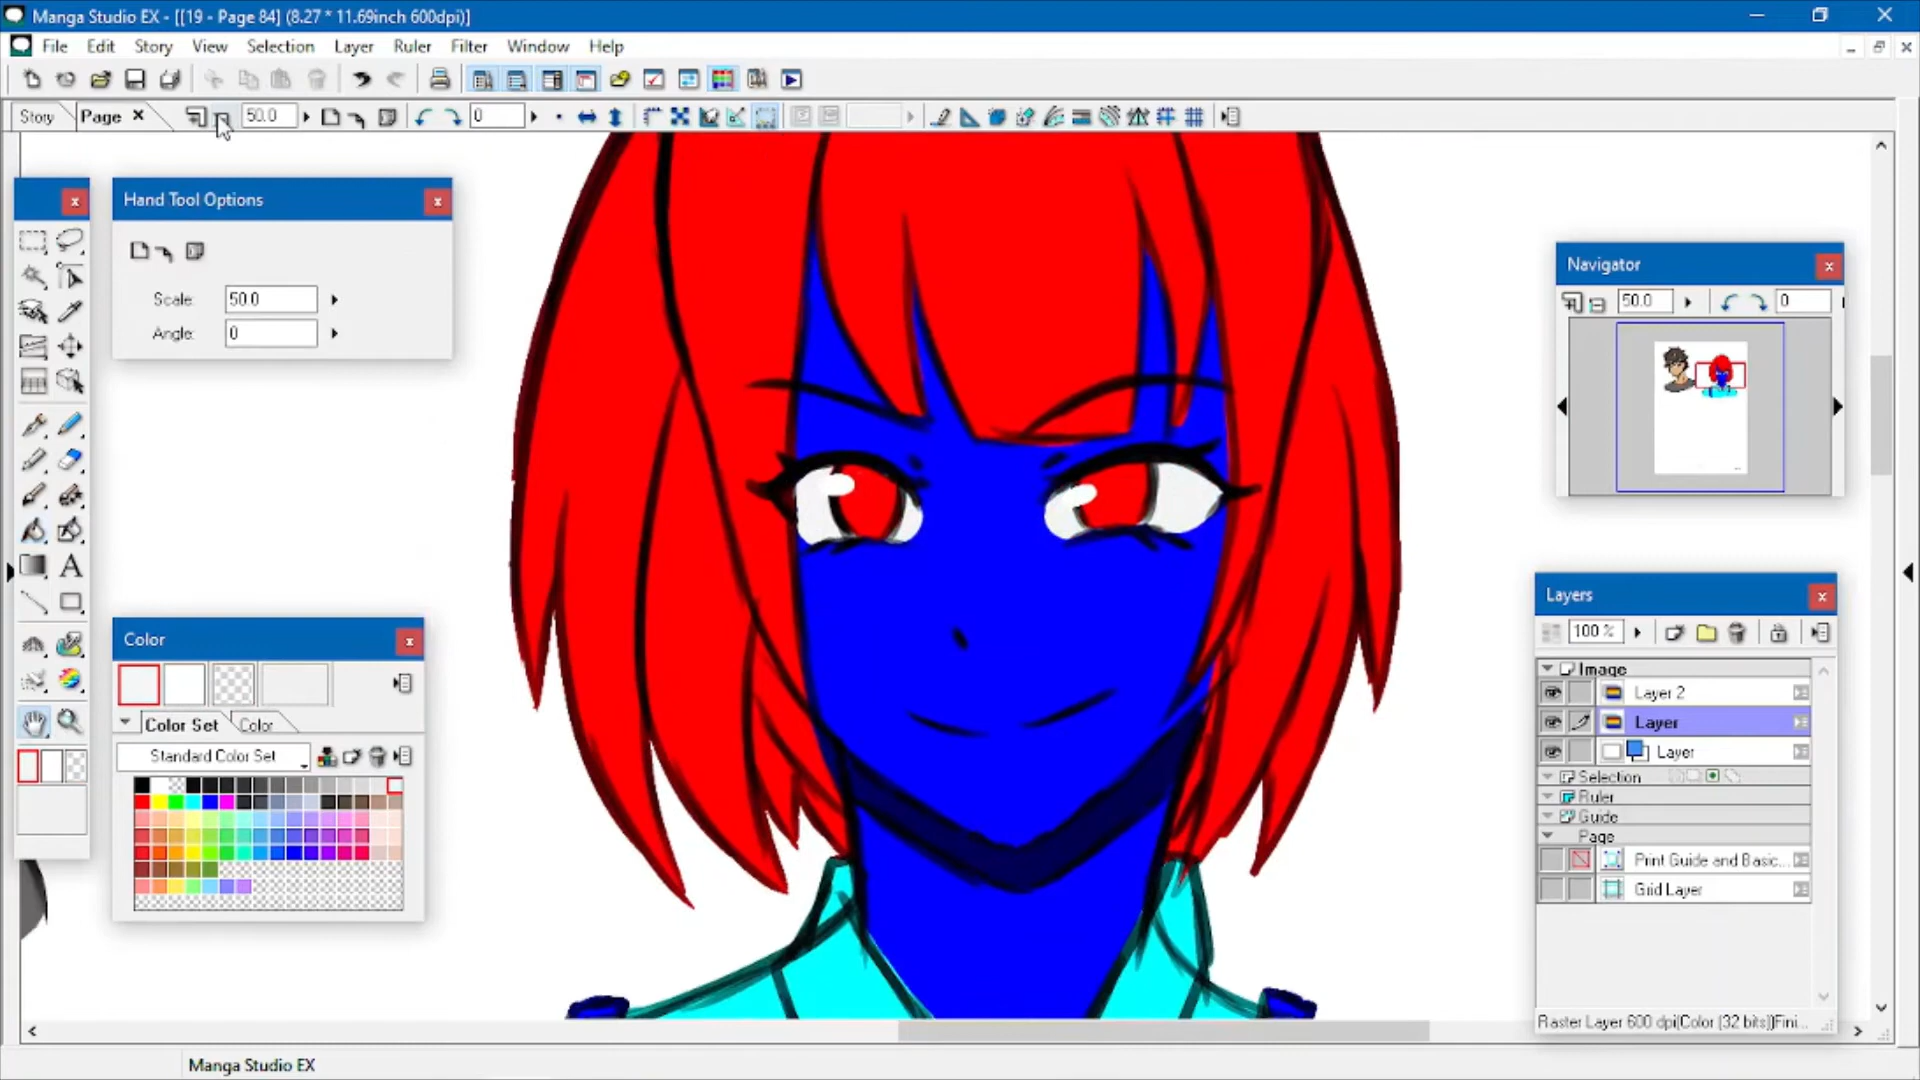 Manga Studio EX - [[19 - Page 84] (8.27 * 11.69inch 600dpi)]
File Edit Story View Selection Layer Ruler Filter Window Help
Story Page 50.0 0
Hand Tool Options
Scale: 50.0
Angle: 0
Navigator
50.0 0
Color
Color Set Color
Standard Color Set
Layers
100 %
Image
Layer 2
Layer
Layer
Selection
Ruler
Guide
Page
Print Guide and Basic...
Grid Layer
Raster Layer 600 dpi(Color (32 bits))Fini...
Manga Studio EX